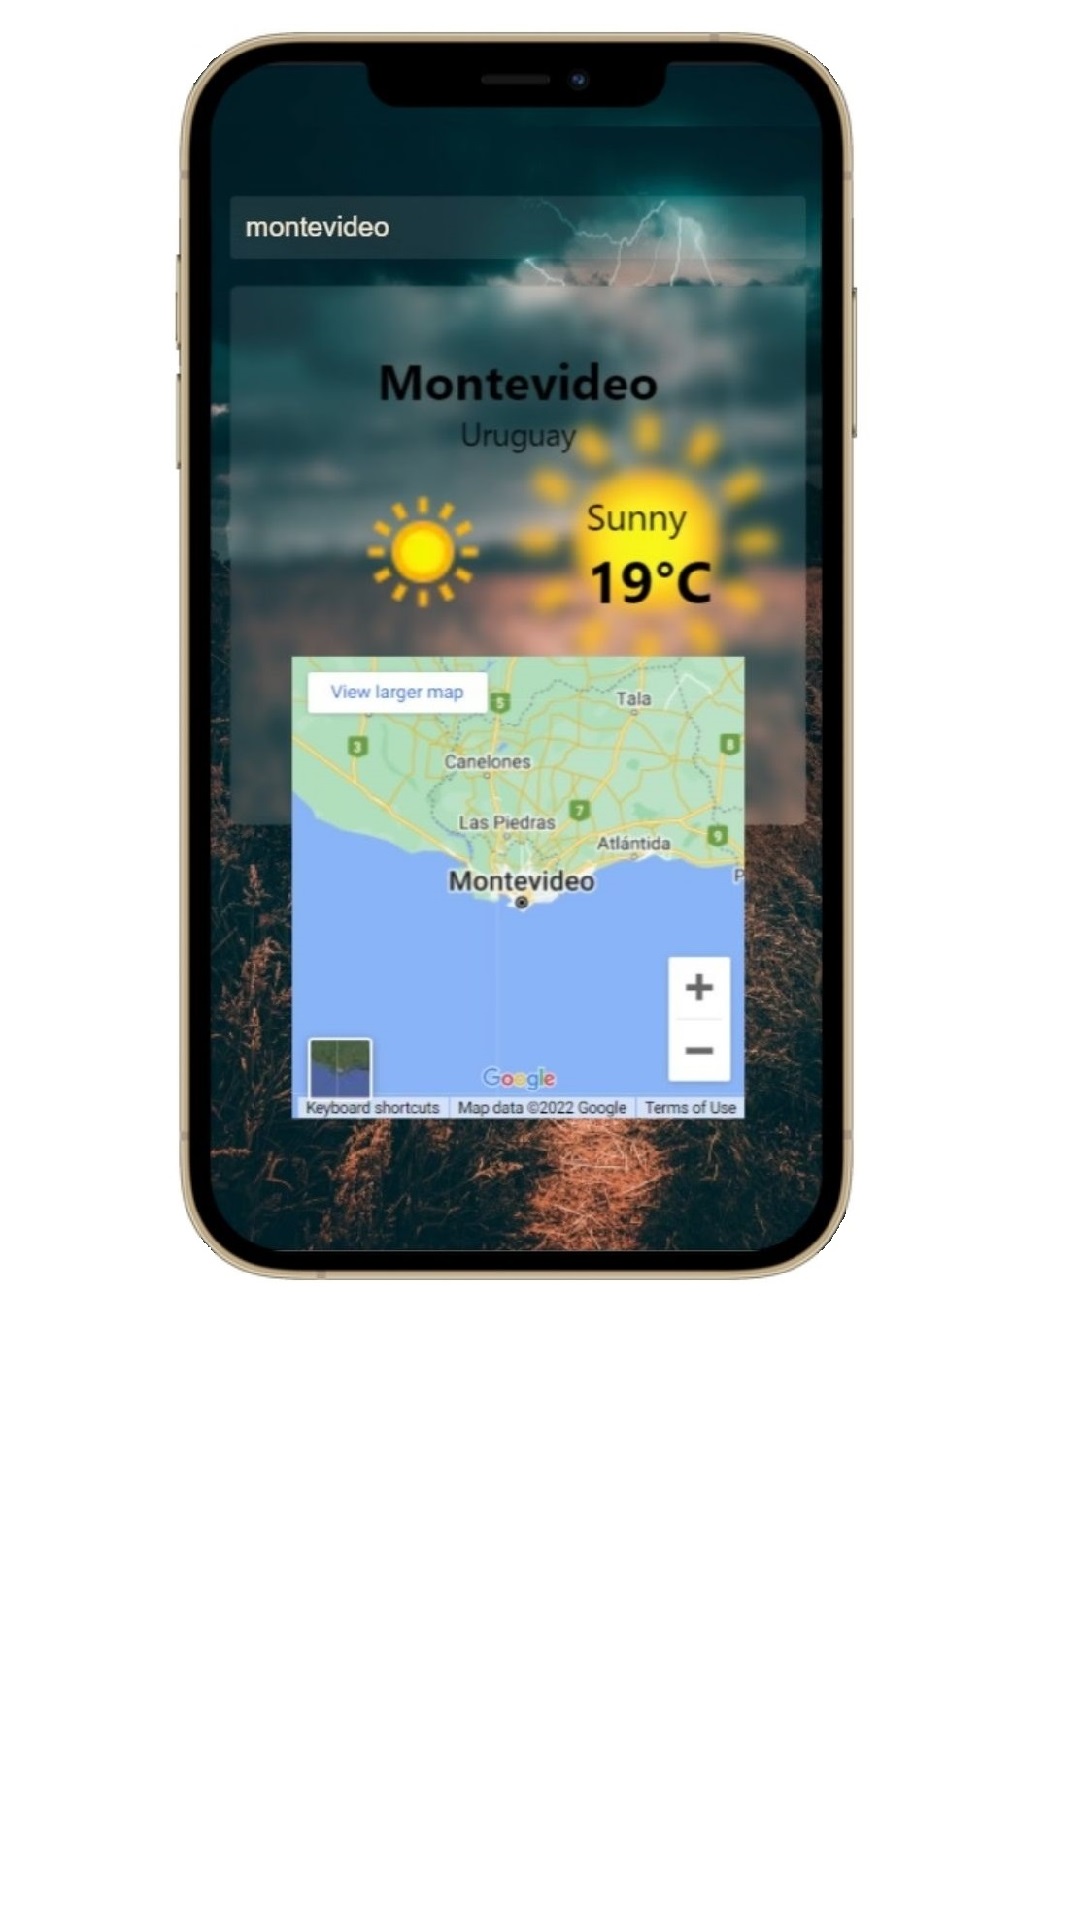 montevideo
Montevideo
Uruguay
Sunny
19°C
View larger map
5
Tala
3
8
Canelones
7
Las Piedras
9
Atlántida
P
Montevideo
+
−
Google
Keyboard shortcuts
Map data ©2022 Google
Terms of Use